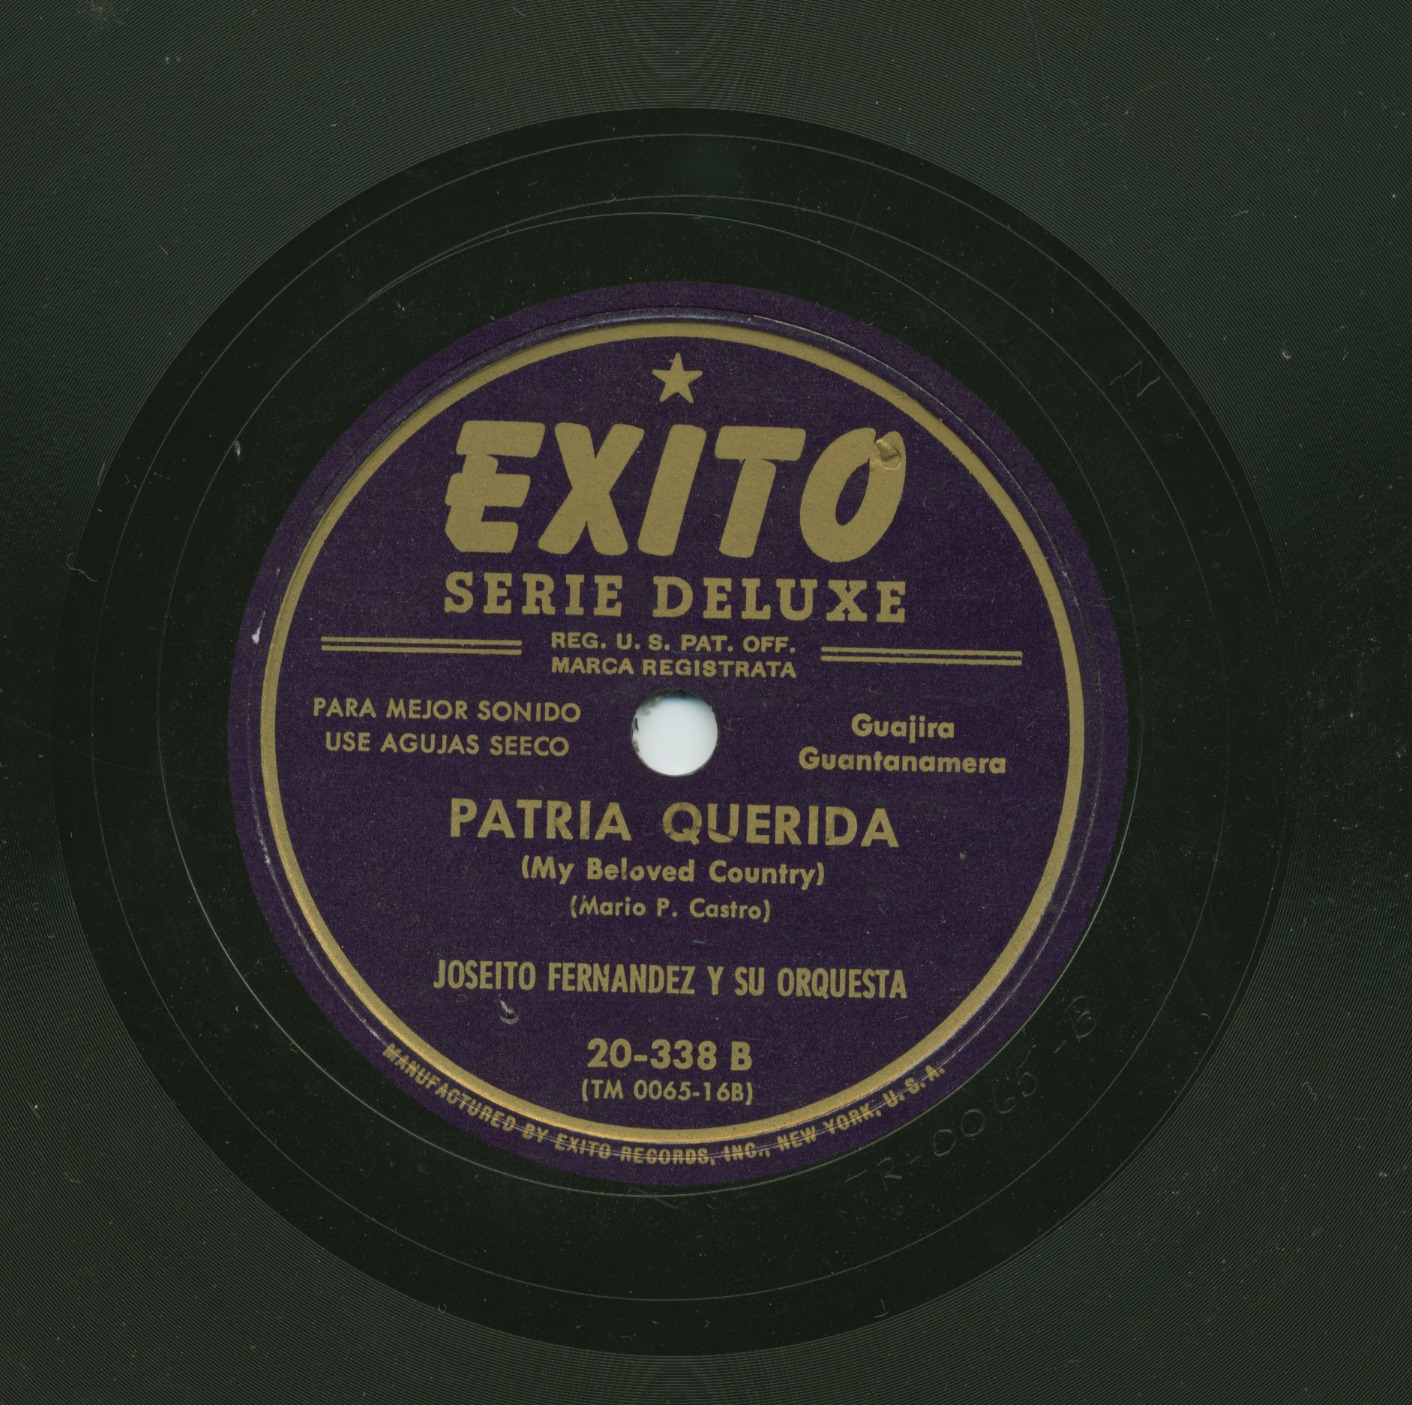 EXITO
SERIE DELUXE
REG. U. S. PAT. OFF.
MARCA REGISTRATA
PARA MEJOR SONIDO
USE AGUJAS SEECO
Guajira
Guantanamera
PATRIA QUERIDA
(My Beloved Country)
(Mario P. Castro)
JOSEITO FERNANDEZ Y SU ORQUESTA
20-338 B
(TM 0065-16B)
MANUFACTURED BY EXITO RECORDS, INC., NEW YORK, U. S. A.
TR-0065-B